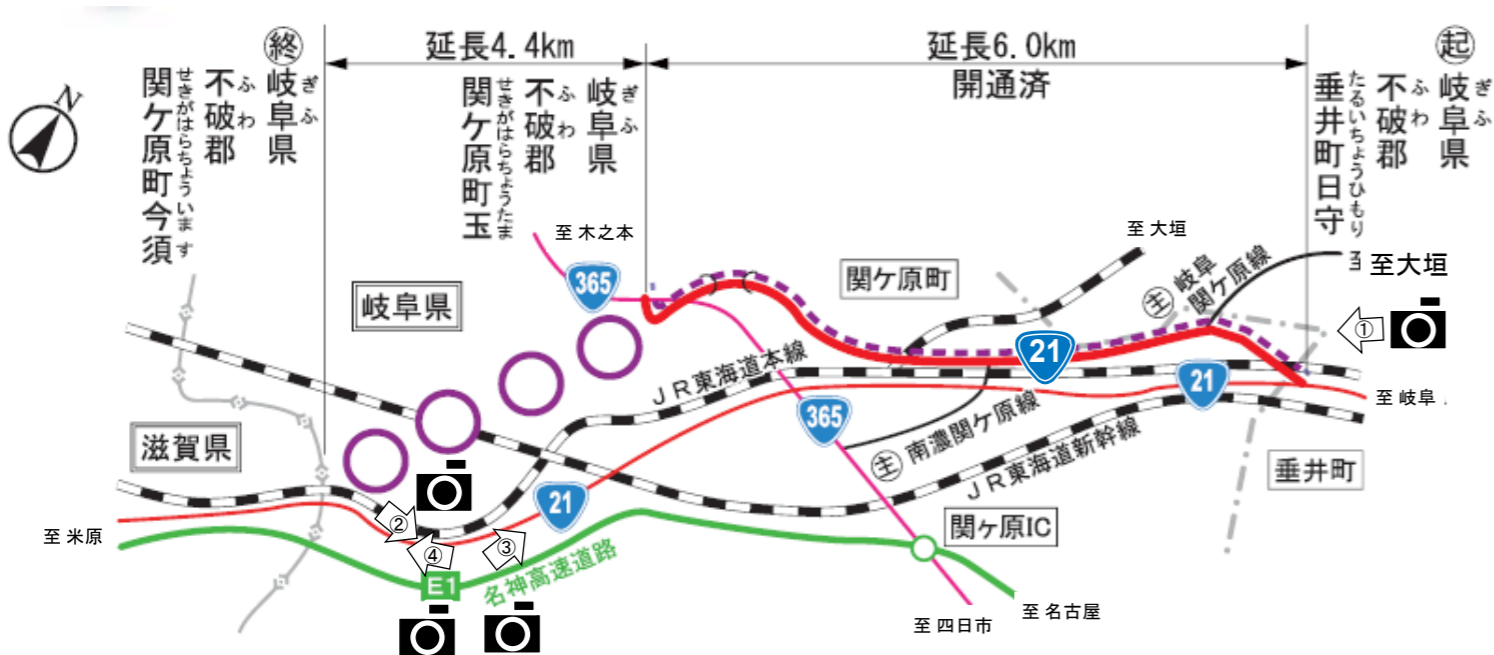 終
岐阜県
ぎふ
不破郡
ふわ
関ケ原町今須
せきがはらちょういます
延長4.4km
岐阜県
ぎふ
不破郡
ふわ
関ケ原町玉
せきがはらちょうたま
延長6.0km
開通済
起
岐阜県
ぎふ
不破郡
ふわ
垂井町日守
たるいちょうひもり
N
至 木之本
365
岐阜県
関ケ原町
至 大垣
主 岐阜
関ケ原線
至 至大垣
①
21
21
至 岐阜
JR東海道本線
365
主 南濃関ケ原線
JR東海道新幹線
垂井町
滋賀県
21
②
④
③
関ヶ原IC
至 米原
E1
名神高速道路
至 名古屋
至 四日市